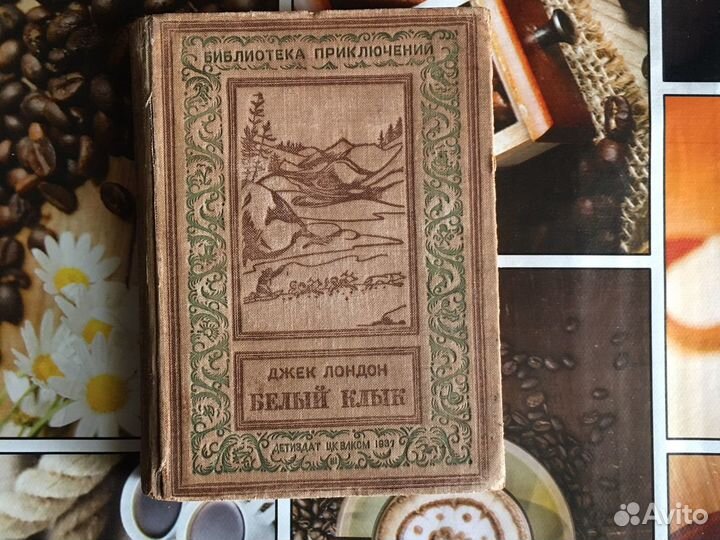 БИБЛИОТЕКА ПРИКЛЮЧЕНИЙ
ДЖЕК ЛОНДОН
БЕЛЫЙ КЛЫК
ДЕТИЗДАТ ЦК ВЛКСМ 1937
Avito